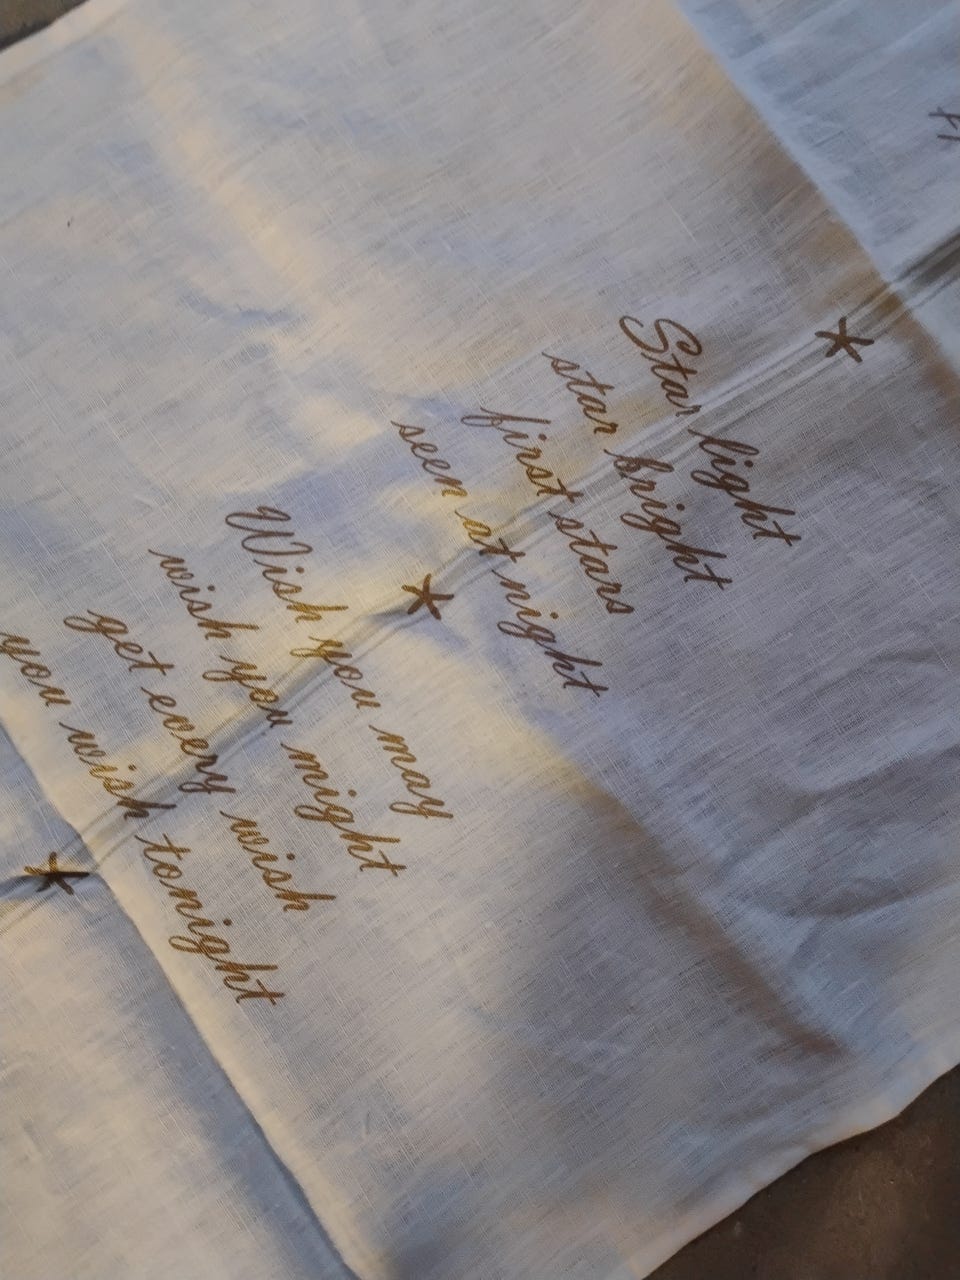 Star light
star bright
first stars
seen at night
Wish you may
wish you might
get every wish
you wish tonight